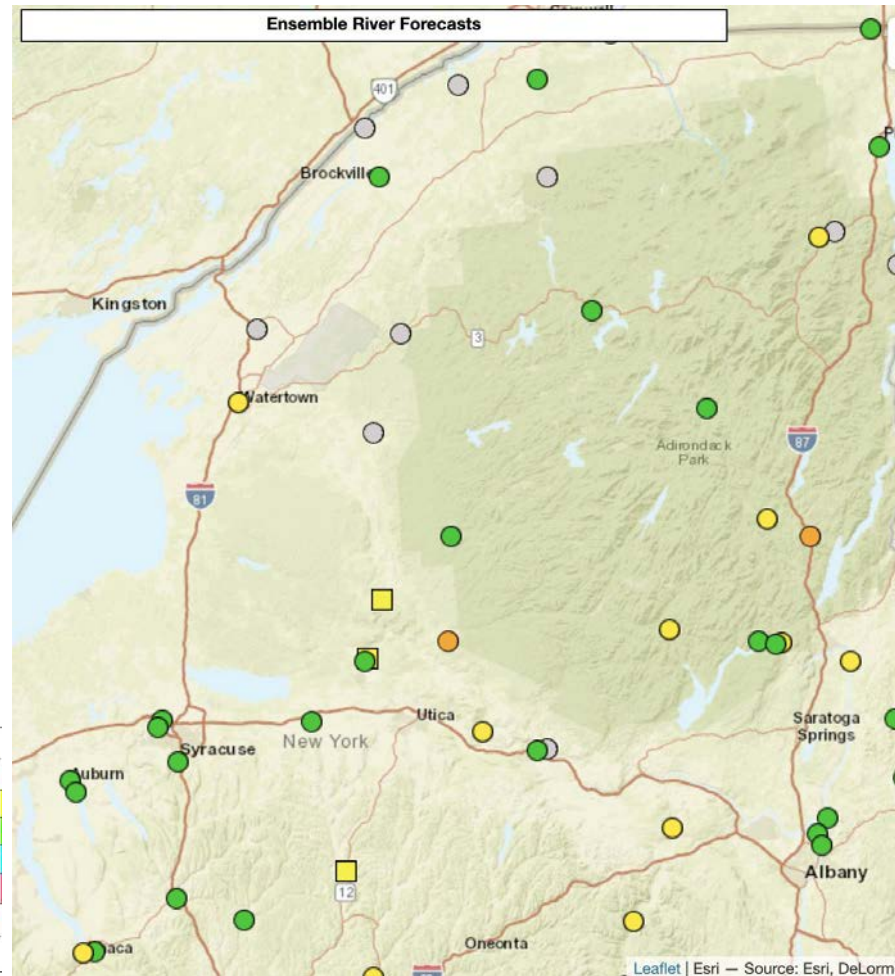 Ensemble River Forecasts
401
Brockville
Kingston
3
Watertown
87
Adirondack
Park
81
Utica
Saratoga
Springs
New York
Syracuse
Auburn
Albany
12
Oneonta
Leaflet | Esri — Source: Esri, DeLorm